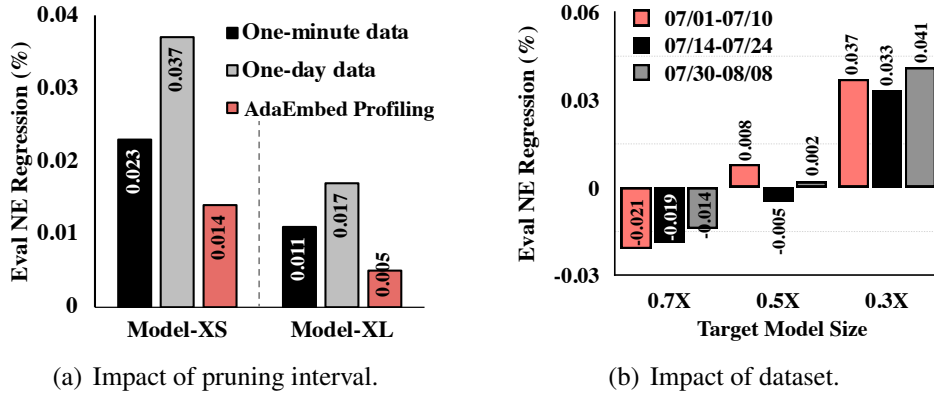 0.04
0.03
0.02
0.01
0
Eval NE Regression (%)
One-minute data
One-day data
AdaEmbed Profiling
0.023
0.037
0.014
0.011
0.017
0.005
Model-XS
Model-XL
(a) Impact of pruning interval.
0.06
0.03
0
-0.03
Eval NE Regression (%)
07/01-07/10
07/14-07/24
07/30-08/08
-0.021
-0.019
-0.014
0.008
-0.005
0.002
0.037
0.033
0.041
0.7X
0.5X
0.3X
Target Model Size
(b) Impact of dataset.